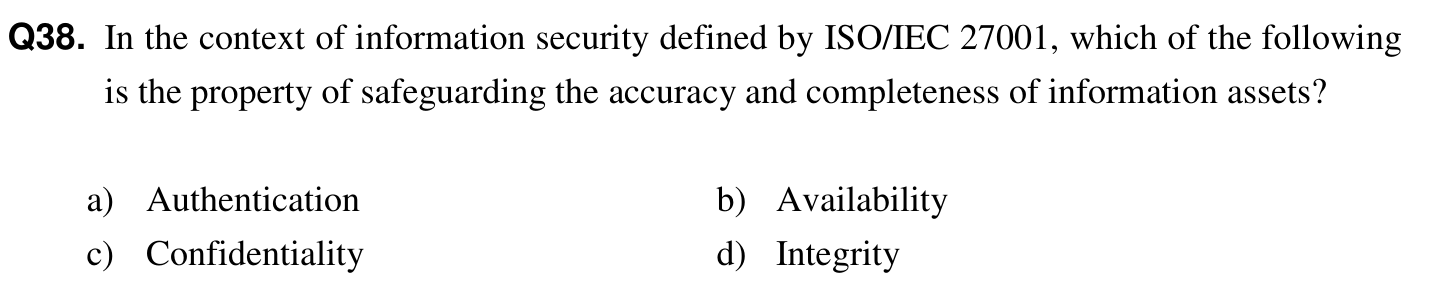 Q38. In the context of information security defined by ISO/IEC 27001, which of the following
is the property of safeguarding the accuracy and completeness of information assets?
a) Authentication b) Availability
c) Confidentiality d) Integrity